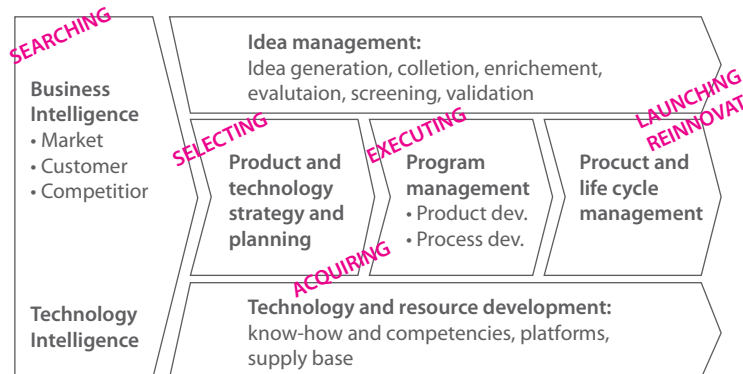 SEARCHING
Business
Intelligence
• Market
• Customer
• Competitior
Technology
Intelligence
Idea management:
Idea generation, colletion, enrichement,
evalutaion, screening, validation
SELECTING
Product and
technology
strategy and
planning
EXECUTING
Program
management
• Product dev.
• Process dev.
LAUNCHING
REINNOVAT
Procuct and
life cycle
management
ACQUIRING
Technology and resource development:
know-how and competencies, platforms,
supply base